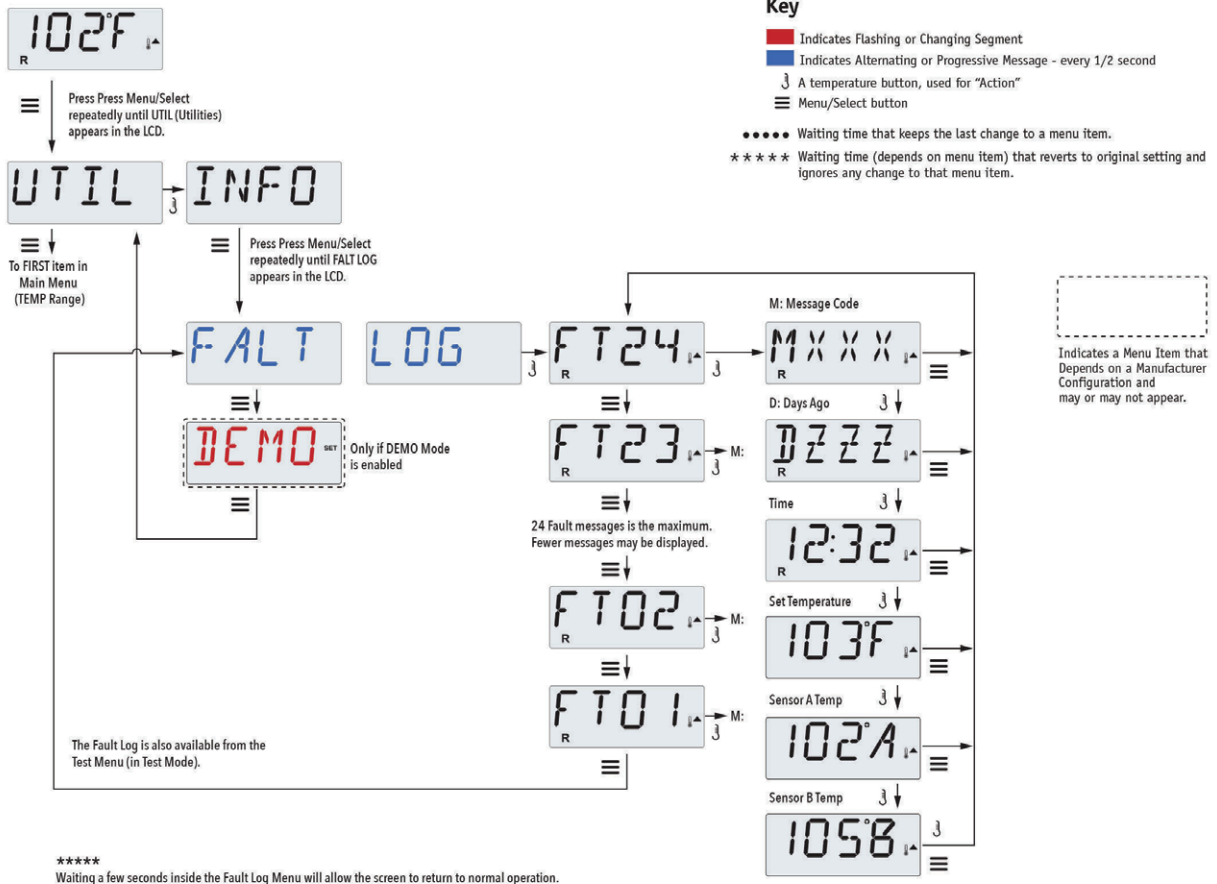 102°F
R
Key
Indicates Flashing or Changing Segment
Indicates Alternating or Progressive Message - every 1/2 second
A temperature button, used for “Action”
Menu/Select button
Waiting time that keeps the last change to a menu item.
***** Waiting time (depends on menu item) that reverts to original setting and
ignores any change to that menu item.
Press Press Menu/Select
repeatedly until UTIL (Utilities)
appears in the LCD.
UTIL
INFO
To FIRST item in
Main Menu
(TEMP Range)
Press Press Menu/Select
repeatedly until FALT LOG
appears in the LCD.
FALT
LOG
FT24
R
M: Message Code
MXXX
R
Indicates a Menu Item that
Depends on a Manufacturer
Configuration and
may or may not appear.
DEMO SET
Only if DEMO Mode
is enabled
FT23
R
M:
D: Days Ago
DZZZ
R
24 Fault messages is the maximum.
Fewer messages may be displayed.
Time
12:32
R
FT02
R
M:
Set Temperature
103°F
FT01
R
M:
Sensor A Temp
102°A
The Fault Log is also available from the
Test Menu (in Test Mode).
Sensor B Temp
105°B
*****
Waiting a few seconds inside the Fault Log Menu will allow the screen to return to normal operation.